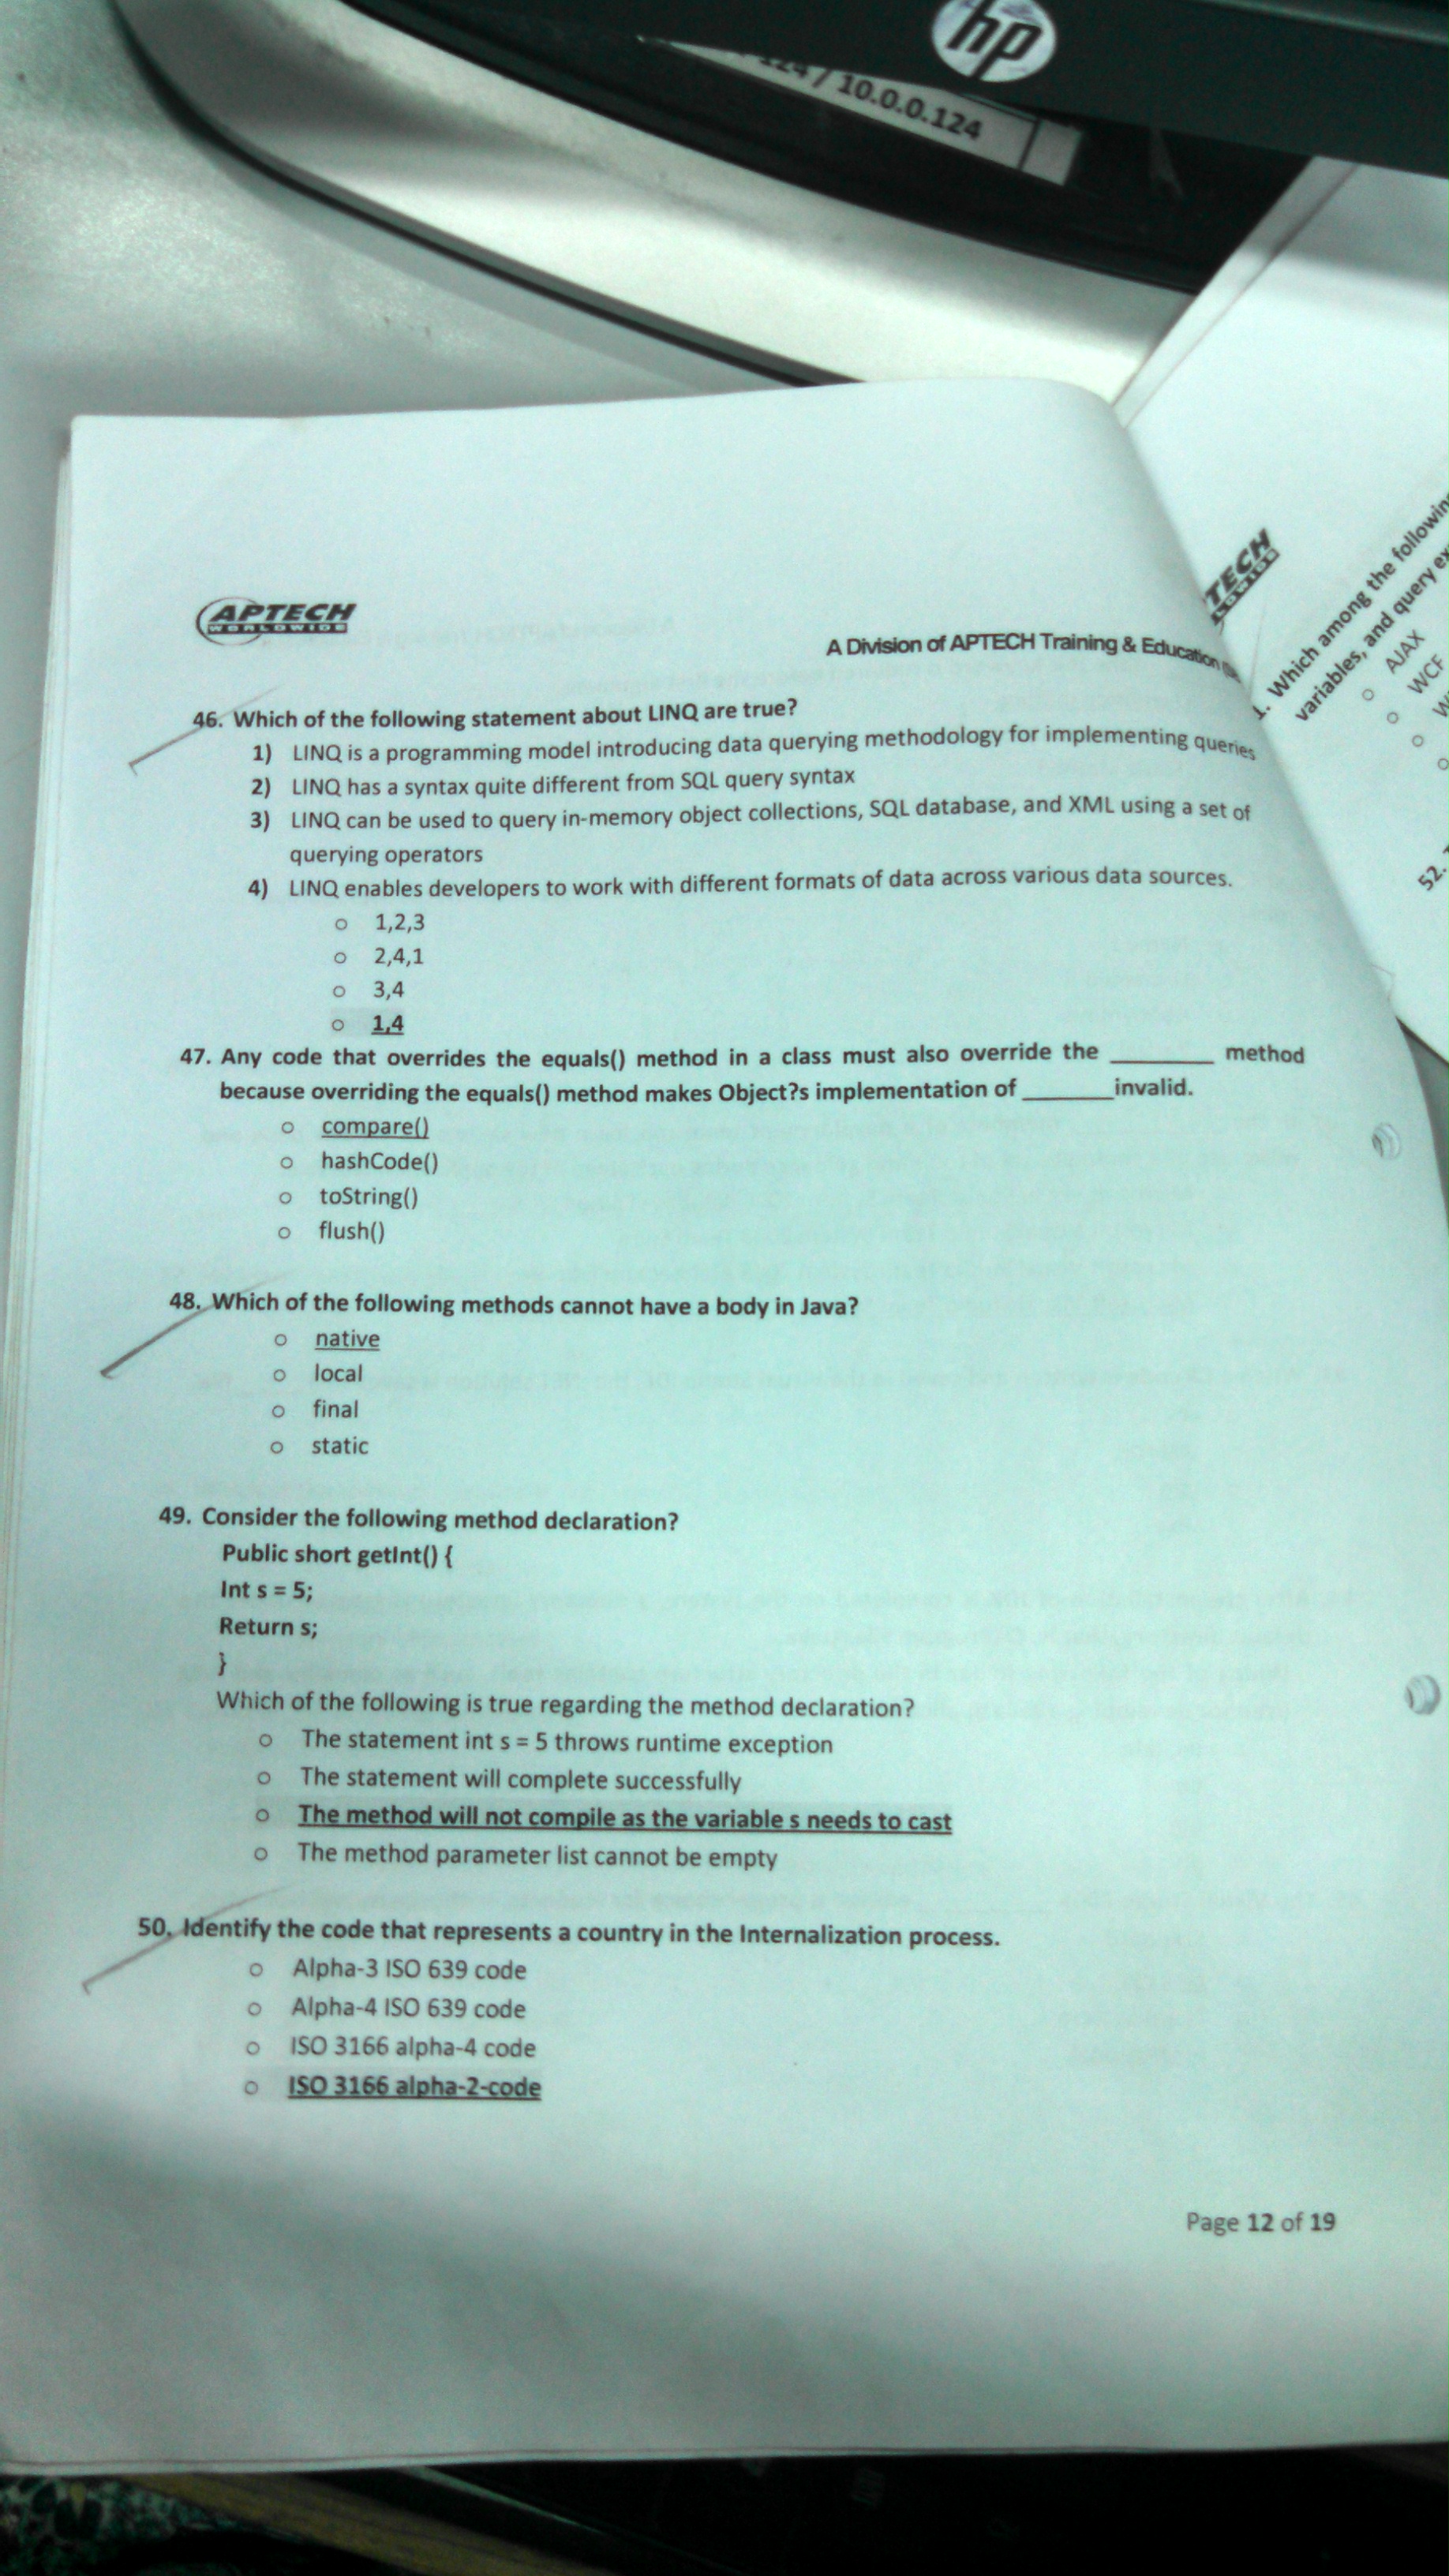 hp
124 / 10.0.0.124
APTECH
WORLDWIDE
A Division of APTECH Training & Education
46. Which of the following statement about LINQ are true?
1) LINQ is a programming model introducing data querying methodology for implementing queries
2) LINQ has a syntax quite different from SQL query syntax
3) LINQ can be used to query in-memory object collections, SQL database, and XML using a set of
querying operators
4) LINQ enables developers to work with different formats of data across various data sources.
o 1,2,3
o 2,4,1
o 3,4
o 1,4
47. Any code that overrides the equals() method in a class must also override the ________ method
because overriding the equals() method makes Object?s implementation of _______invalid.
o compare()
o hashCode()
o toString()
o flush()
48. Which of the following methods cannot have a body in Java?
o native
o local
o final
o static
49. Consider the following method declaration?
Public short getInt() {
Int s = 5;
Return s;
}
Which of the following is true regarding the method declaration?
o The statement int s = 5 throws runtime exception
o The statement will complete successfully
o The method will not compile as the variable s needs to cast
o The method parameter list cannot be empty
50. Identify the code that represents a country in the Internalization process.
o Alpha-3 ISO 639 code
o Alpha-4 ISO 639 code
o ISO 3166 alpha-4 code
o ISO 3166 alpha-2-code
Page 12 of 19
TECH
1. Which among the followin
variables, and query ex
o AJAX
o WCF
52.